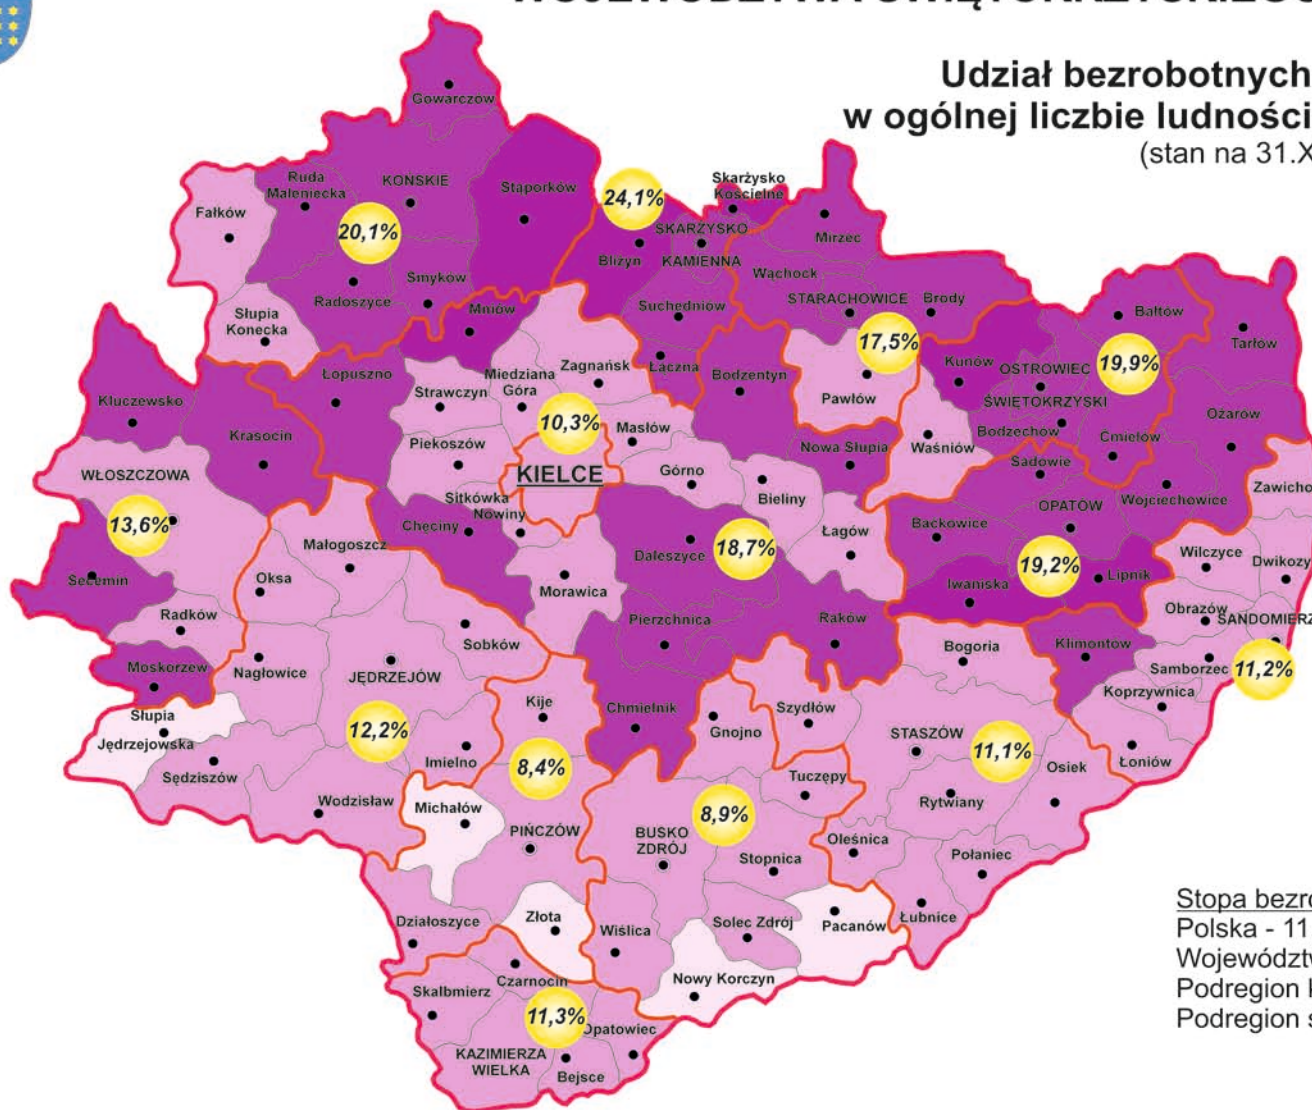 Udział bezrobotnych
w ogólnej liczbie ludności
(stan na 31.X
Gowarczów
Ruda
Maleniecka
KOŃSKIE
Stąporków
24,1%
Skarżysko
Kościelne
Fałków
20,1%
SKARŻYSKO
KAMIENNA
Bliżyn
Mirzec
Wąchock
Radoszyce
Smyków
Suchedniów
STARACHOWICE
Brody
Bałtów
Słupia
Konecka
Mniów
17,5%
Tarłów
Łopuszno
Strawczyn
Miedziana
Góra
Zagnańsk
Łączna
Bodzentyn
Pawłów
Kunów
OSTROWIEC
ŚWIĘTOKRZYSKI
19,9%
Kluczewsko
Krasocin
Piekoszów
10,3%
Masłów
Nowa Słupia
Waśniów
Bodzechów
Ćmielów
Ożarów
WŁOSZCZOWA
KIELCE
Górno
Bieliny
Sadowie
Wojciechowice
Zawicho
13,6%
Sitkówka
Nowiny
Chęciny
Łagów
Baćkowice
OPATÓW
Małogoszcz
Daleszyce
18,7%
19,2%
Wilczyce
Dwikozy
Secemin
Oksa
Morawica
Iwaniska
Lipnik
Radków
Obrazów
SANDOMIERZ
Sobków
Pierzchnica
Raków
Bogoria
Klimontów
Moskorzew
Nagłowice
JĘDRZEJÓW
Samborzec
11,2%
Koprzywnica
Słupia
Jędrzejowska
12,2%
Kije
Chmielnik
Gnojno
Szydłów
STASZÓW
11,1%
Łoniów
Sędziszów
Imielno
8,4%
Tuczępy
Osiek
Wodzisław
Michałów
8,9%
Rytwiany
PIŃCZÓW
BUSKO
ZDRÓJ
Stopnica
Oleśnica
Połaniec
Działoszyce
Złota
Wiślica
Solec Zdrój
Pacanów
Łubnice
Skalbmierz
Czarnocin
Nowy Korczyn
11,3%
Opatowiec
KAZIMIERZA
WIELKA
Bejsce
Stopa bezro
Polska - 11
Województw
Podregion
Podregion